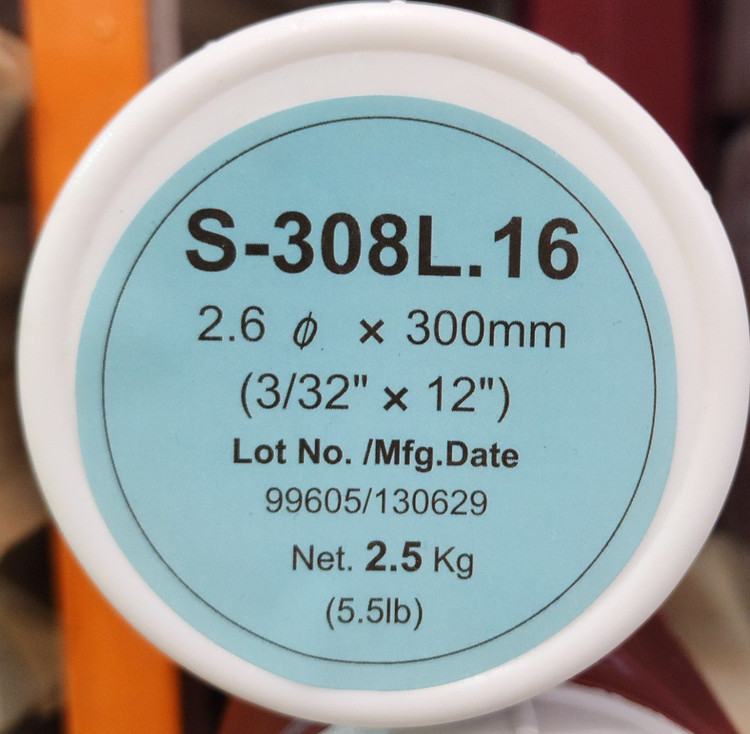 S-308L.16
2.6 ϕ × 300mm
(3/32" × 12")
Lot No. /Mfg.Date
99605/130629
Net. 2.5 Kg
(5.5lb)